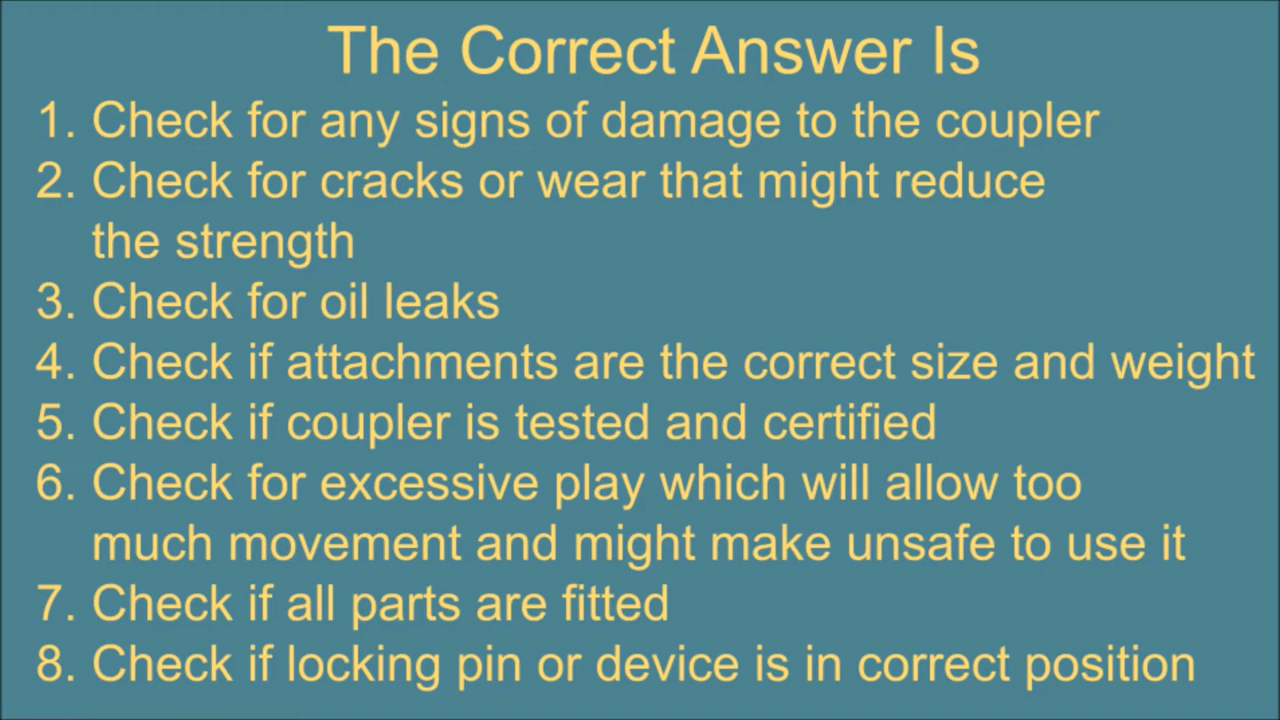 The Correct Answer Is
1. Check for any signs of damage to the coupler
2. Check for cracks or wear that might reduce
the strength
3. Check for oil leaks
4. Check if attachments are the correct size and weight
5. Check if coupler is tested and certified
6. Check for excessive play which will allow too
much movement and might make unsafe to use it
7. Check if all parts are fitted
8. Check if locking pin or device is in correct position